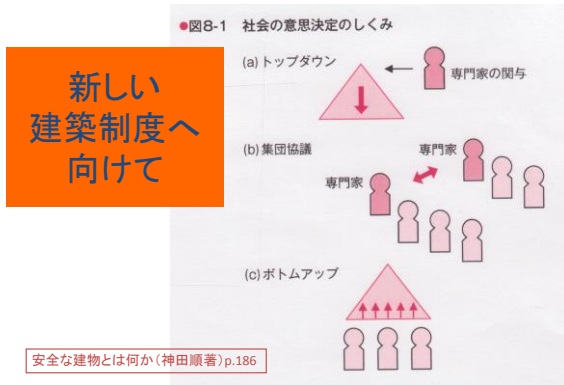 新しい
建築制度へ
向けて
●図8-1 社会の意思決定のしくみ
(a)トップダウン
専門家の関与
(b)集団協議
専門家
専門家
(c)ボトムアップ
安全な建物とは何か(神田順著)p.186